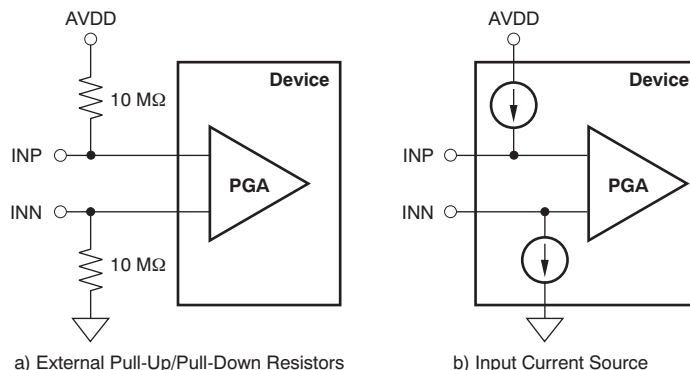 AVDD
Device
10 MΩ
INP
PGA
INN
10 MΩ
a) External Pull-Up/Pull-Down Resistors
AVDD
Device
INP
PGA
INN
b) Input Current Source